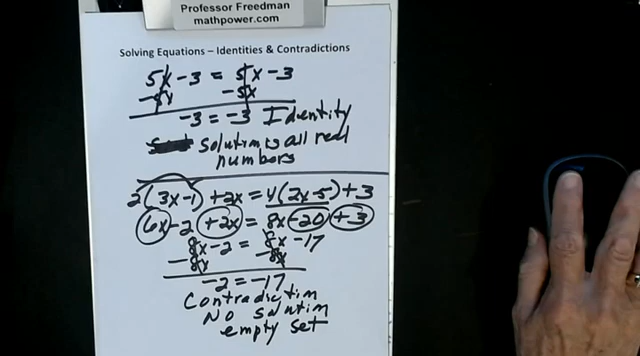 Professor Freedman
mathpower.com
Solving Equations – Identities & Contradictions
5x - 3 = 5x - 3
-5x -5x
-3 = -3 Identity
Solution is all real
numbers
2(3x-1) +2x = 4(2x-5)+3
6x-2 +2x = 8x-20 +3
8x-2 = 8x-17
-8x -8x
-2 = -17
Contradiction
No solution
empty set